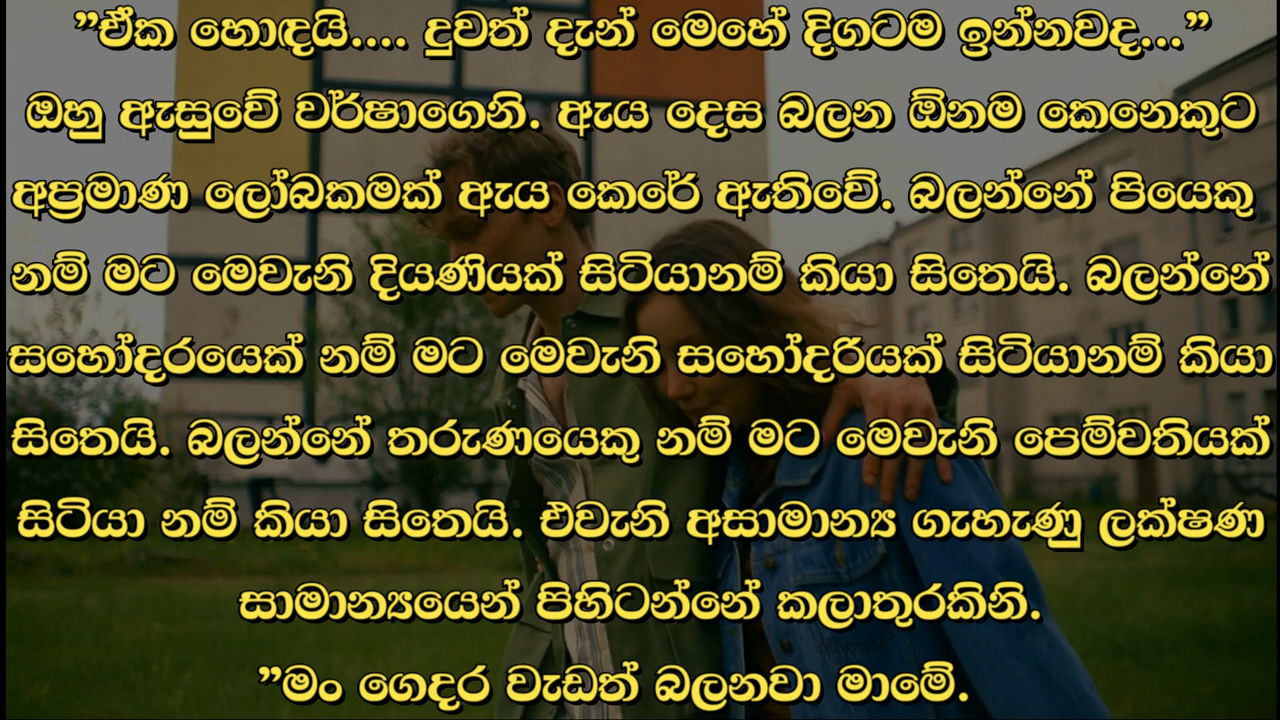 ”ඒක හොඳයි.... දුවත් දැන් මෙහේ දිගටම ඉන්නවද...”
ඔහු ඇසුවේ වර්ෂාගෙනි. ඇය දෙස බලන ඕනම කෙනෙකුට
අප්‍රමාණ ලෝබකමක් ඇය කෙරේ ඇතිවේ. බලන්නේ පියෙකු
නම් මට මෙවැනි දියණියක් සිටියානම් කියා සිතෙයි. බලන්නේ
සහෝදරයෙක් නම් මට මෙවැනි සහෝදරියක් සිටියානම් කියා
සිතෙයි. බලන්නේ තරුණයෙකු නම් මට මෙවැනි පෙම්වතියක්
සිටියා නම් කියා සිතෙයි. එවැනි අසාමාන්‍ය ගැහැණු ලක්ෂණ
සාමාන්‍යයෙන් පිහිටන්නේ කලාතුරකිනි.
”මං ගෙදර වැඩත් බලනවා මාමේ.